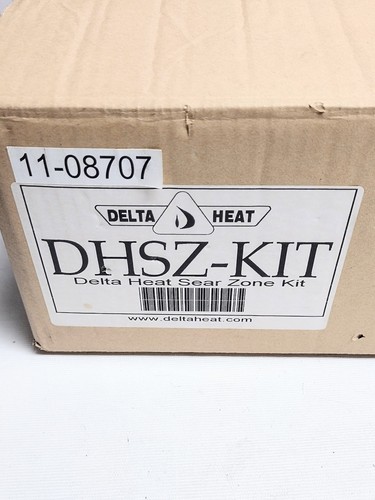 11-08707
DELTA HEAT
DHSZ-KIT
Delta Heat Sear Zone Kit
www.deltaheat.com